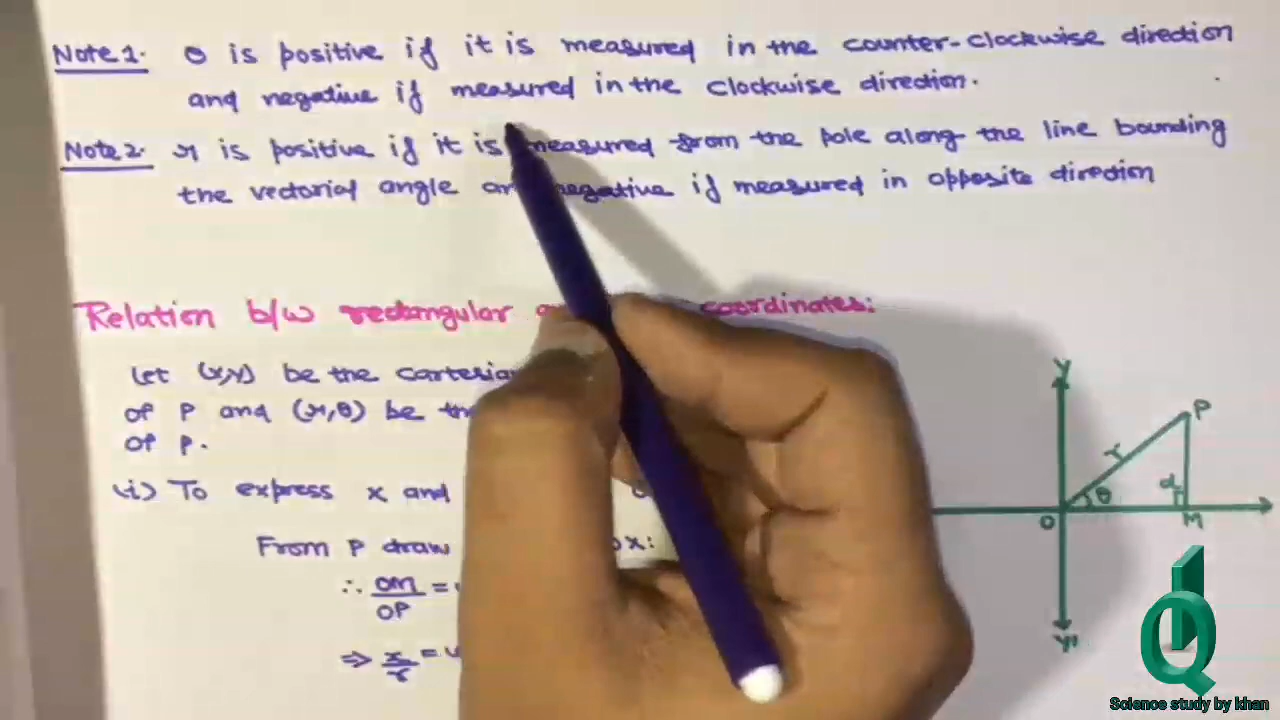 Note 1. θ is positive if it is measured in the counter-clockwise direction
and negative if measured in the clockwise direction.
Note 2. r is positive if it is measured from the pole along the line bounding
the vectorial angle negative if measured in opposite direction
Relation b/w rectangular coordinates:
Let (x,y) be the
of P and (r,θ) be
of P.
(i) To express x and
From P draw
∴ OM/OP =
⇒ x/r =
Y
P
r
θ
O
M
Y'
Science study by khan